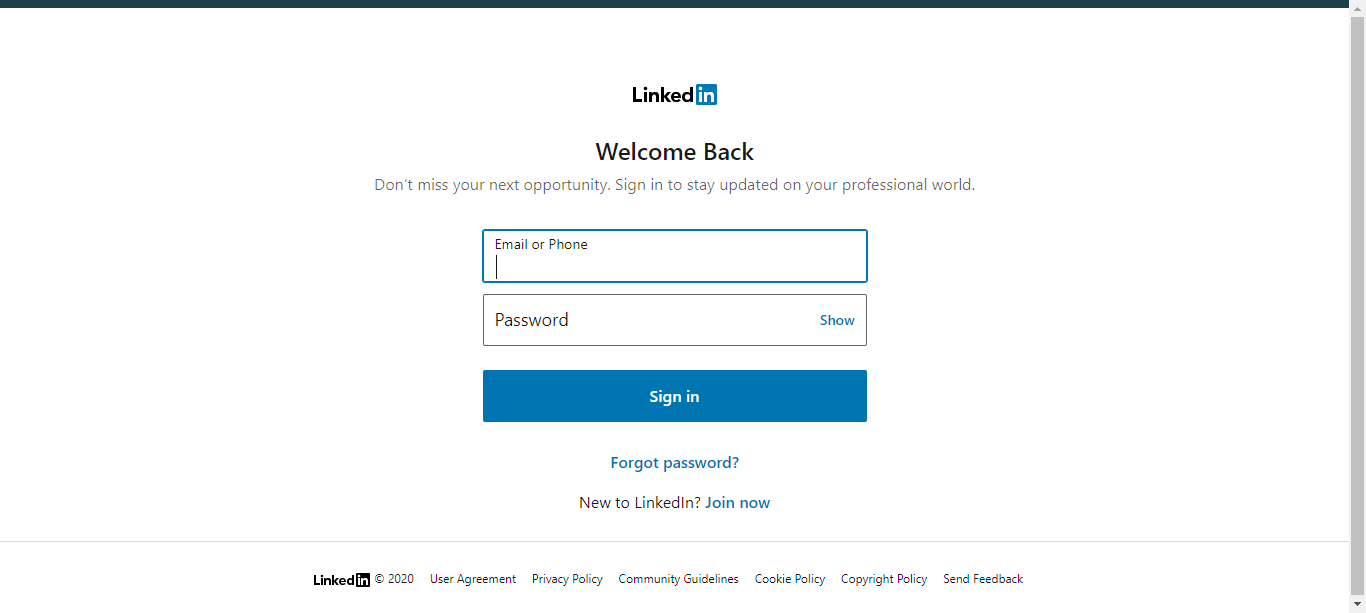 Linkedin
Welcome Back
Don't miss your next opportunity. Sign in to stay updated on your professional world.
Email or Phone
Password Show
Sign in
Forgot password?
New to LinkedIn? Join now
Linkedin © 2020 User Agreement Privacy Policy Community Guidelines Cookie Policy Copyright Policy Send Feedback